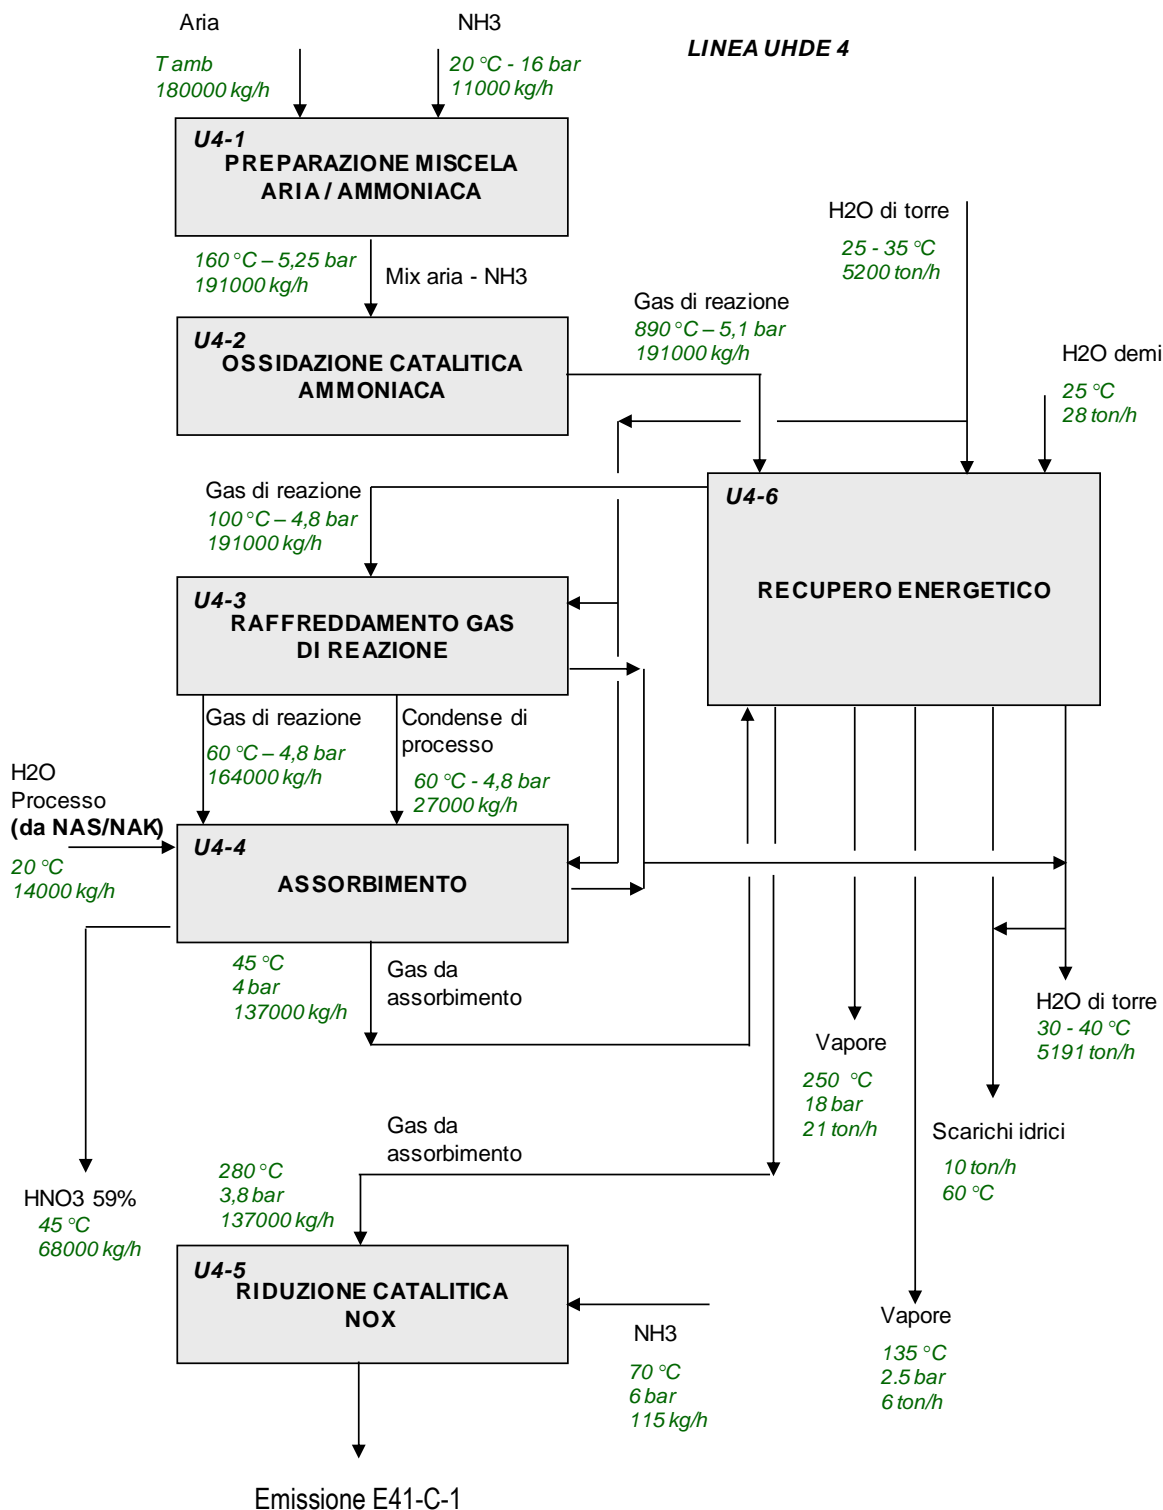 Aria
NH3
LINEA UHDE 4
T amb
180000 kg/h
20 °C - 16 bar
11000 kg/h
U4-1
PREPARAZIONE MISCELA
ARIA / AMMONIACA
H2O di torre
25 - 35 °C
5200 ton/h
160 °C – 5,25 bar
191000 kg/h
Mix aria - NH3
Gas di reazione
890 °C – 5,1 bar
191000 kg/h
U4-2
OSSIDAZIONE CATALITICA
AMMONIACA
H2O demi
25 °C
28 ton/h
Gas di reazione
100 °C – 4,8 bar
191000 kg/h
U4-6
RECUPERO ENERGETICO
U4-3
RAFFREDDAMENTO GAS
DI REAZIONE
Gas di reazione
60 °C – 4,8 bar
164000 kg/h
Condense di
processo
60 °C - 4,8 bar
27000 kg/h
H2O
Processo
(da NAS/NAK)
20 °C
14000 kg/h
U4-4
ASSORBIMENTO
45 °C
4 bar
137000 kg/h
Gas da
assorbimento
H2O di torre
30 - 40 °C
5191 ton/h
Vapore
250 °C
18 bar
21 ton/h
Scarichi idrici
10 ton/h
60 °C
Gas da
assorbimento
280 °C
3,8 bar
137000 kg/h
HNO3 59%
45 °C
68000 kg/h
U4-5
RIDUZIONE CATALITICA
NOX
NH3
70 °C
6 bar
115 kg/h
Vapore
135 °C
2.5 bar
6 ton/h
Emissione E41-C-1